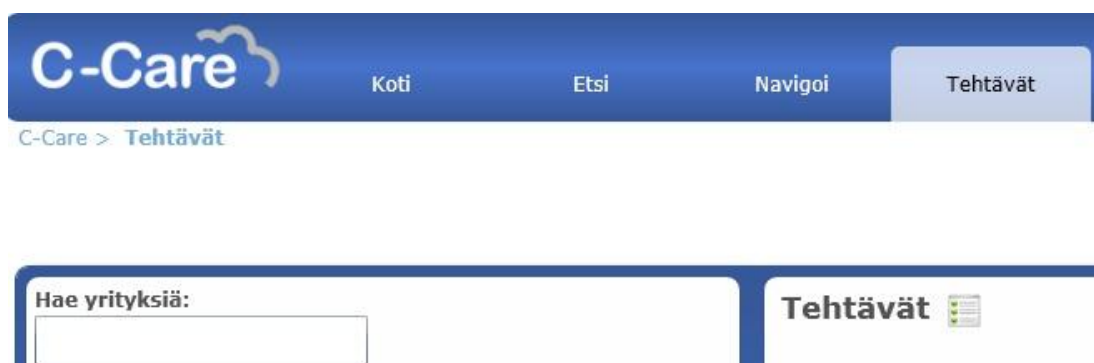 C-Care
Koti Etsi Navigoi Tehtävät
C-Care > Tehtävät
Hae yrityksiä:
Tehtävät